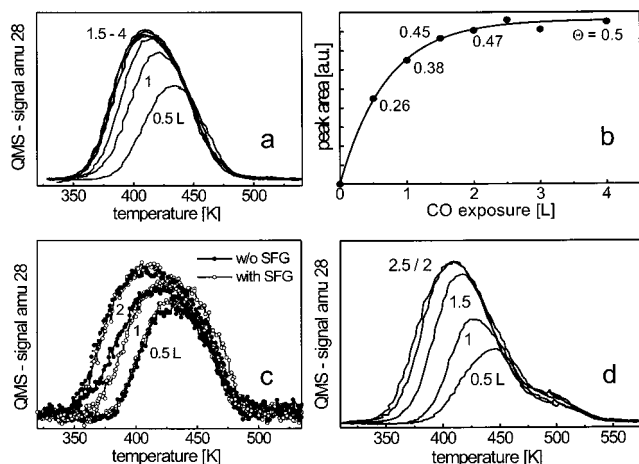 QMS - signal amu 28
1.5 - 4
1
0.5 L
a
350 400 450 500
temperature [K]
peak area [a.u.]
0.45
0.47
Θ = 0.5
0.38
0.26
b
0 1 2 3 4
CO exposure [L]
QMS - signal amu 28
w/o SFG
with SFG
2
1
0.5 L
c
350 400 450 500
temperature [K]
QMS - signal amu 28
2.5 / 2
1.5
1
0.5 L
d
350 400 450 500 550
temperature [K]